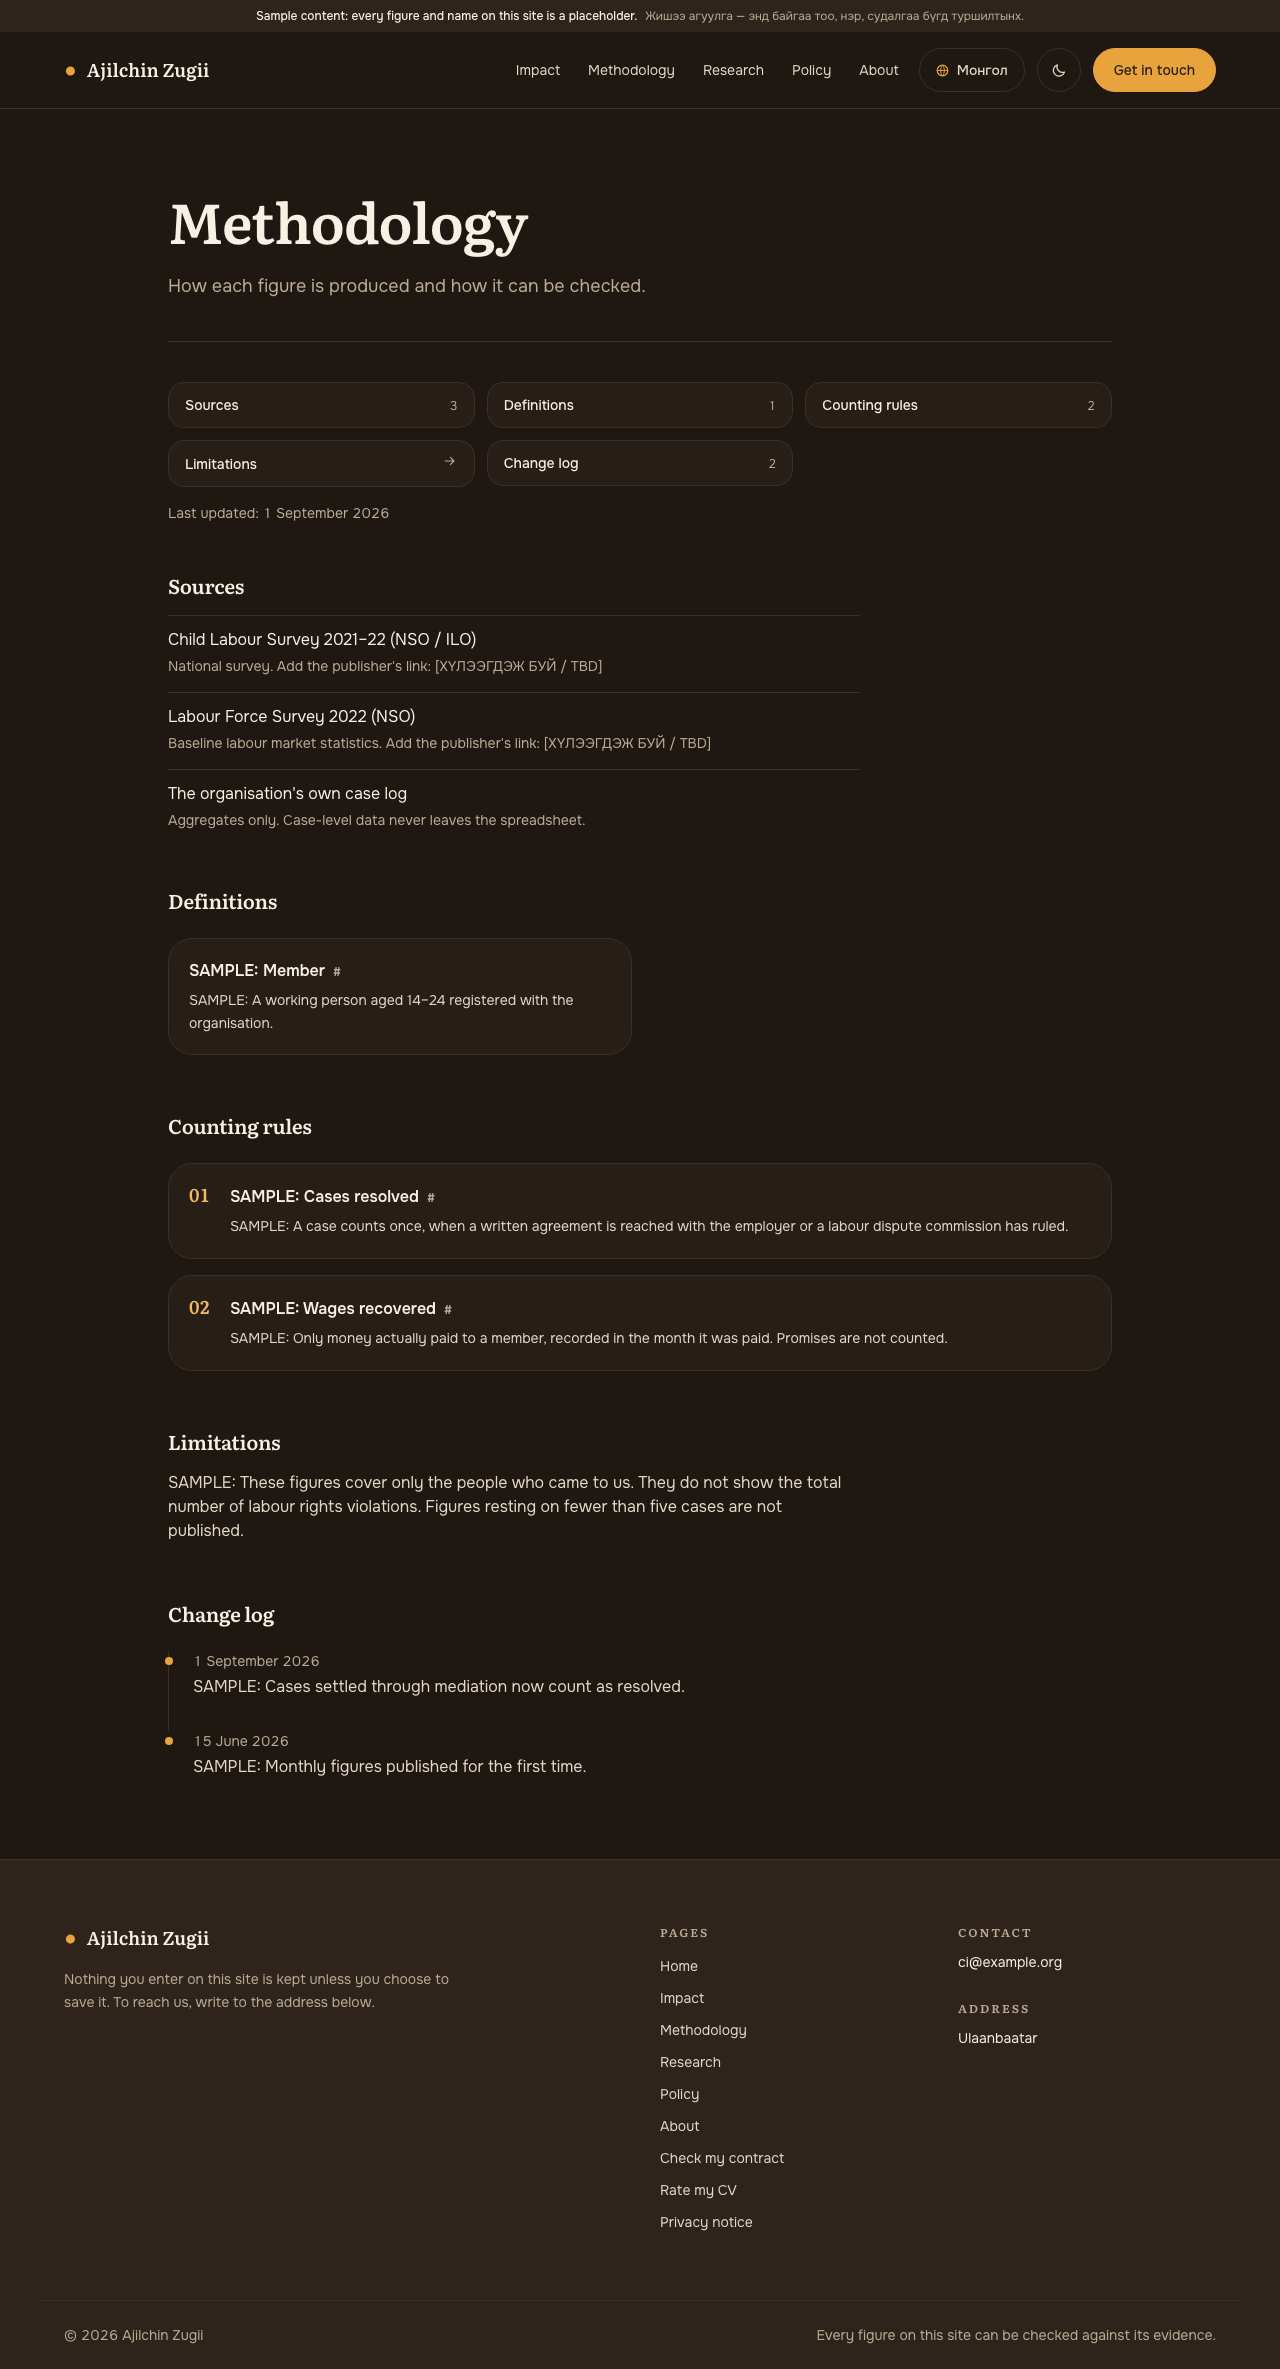 Sample content: every figure and name on this site is a placeholder. Жишээ агуулга — энд байгаа тоо, нэр, судалгаа бүгд туршилтынх.
Ajilchin Zugii
Impact Methodology Research Policy About Монгол Get in touch
Methodology
How each figure is produced and how it can be checked.
Sources 3 Definitions 1 Counting rules 2
Limitations → Change log 2
Last updated: 1 September 2026
Sources
Child Labour Survey 2021–22 (NSO / ILO)
National survey. Add the publisher's link: [ХҮЛЭЭГДЭЖ БУЙ / TBD]
Labour Force Survey 2022 (NSO)
Baseline labour market statistics. Add the publisher's link: [ХҮЛЭЭГДЭЖ БУЙ / TBD]
The organisation's own case log
Aggregates only. Case-level data never leaves the spreadsheet.
Definitions
SAMPLE: Member #
SAMPLE: A working person aged 14–24 registered with the
organisation.
Counting rules
01 SAMPLE: Cases resolved #
SAMPLE: A case counts once, when a written agreement is reached with the employer or a labour dispute commission has ruled.
02 SAMPLE: Wages recovered #
SAMPLE: Only money actually paid to a member, recorded in the month it was paid. Promises are not counted.
Limitations
SAMPLE: These figures cover only the people who came to us. They do not show the total
number of labour rights violations. Figures resting on fewer than five cases are not
published.
Change log
1 September 2026
SAMPLE: Cases settled through mediation now count as resolved.
15 June 2026
SAMPLE: Monthly figures published for the first time.
Ajilchin Zugii
Nothing you enter on this site is kept unless you choose to
save it. To reach us, write to the address below.
PAGES
Home
Impact
Methodology
Research
Policy
About
Check my contract
Rate my CV
Privacy notice
CONTACT
ci@example.org
ADDRESS
Ulaanbaatar
© 2026 Ajilchin Zugii
Every figure on this site can be checked against its evidence.